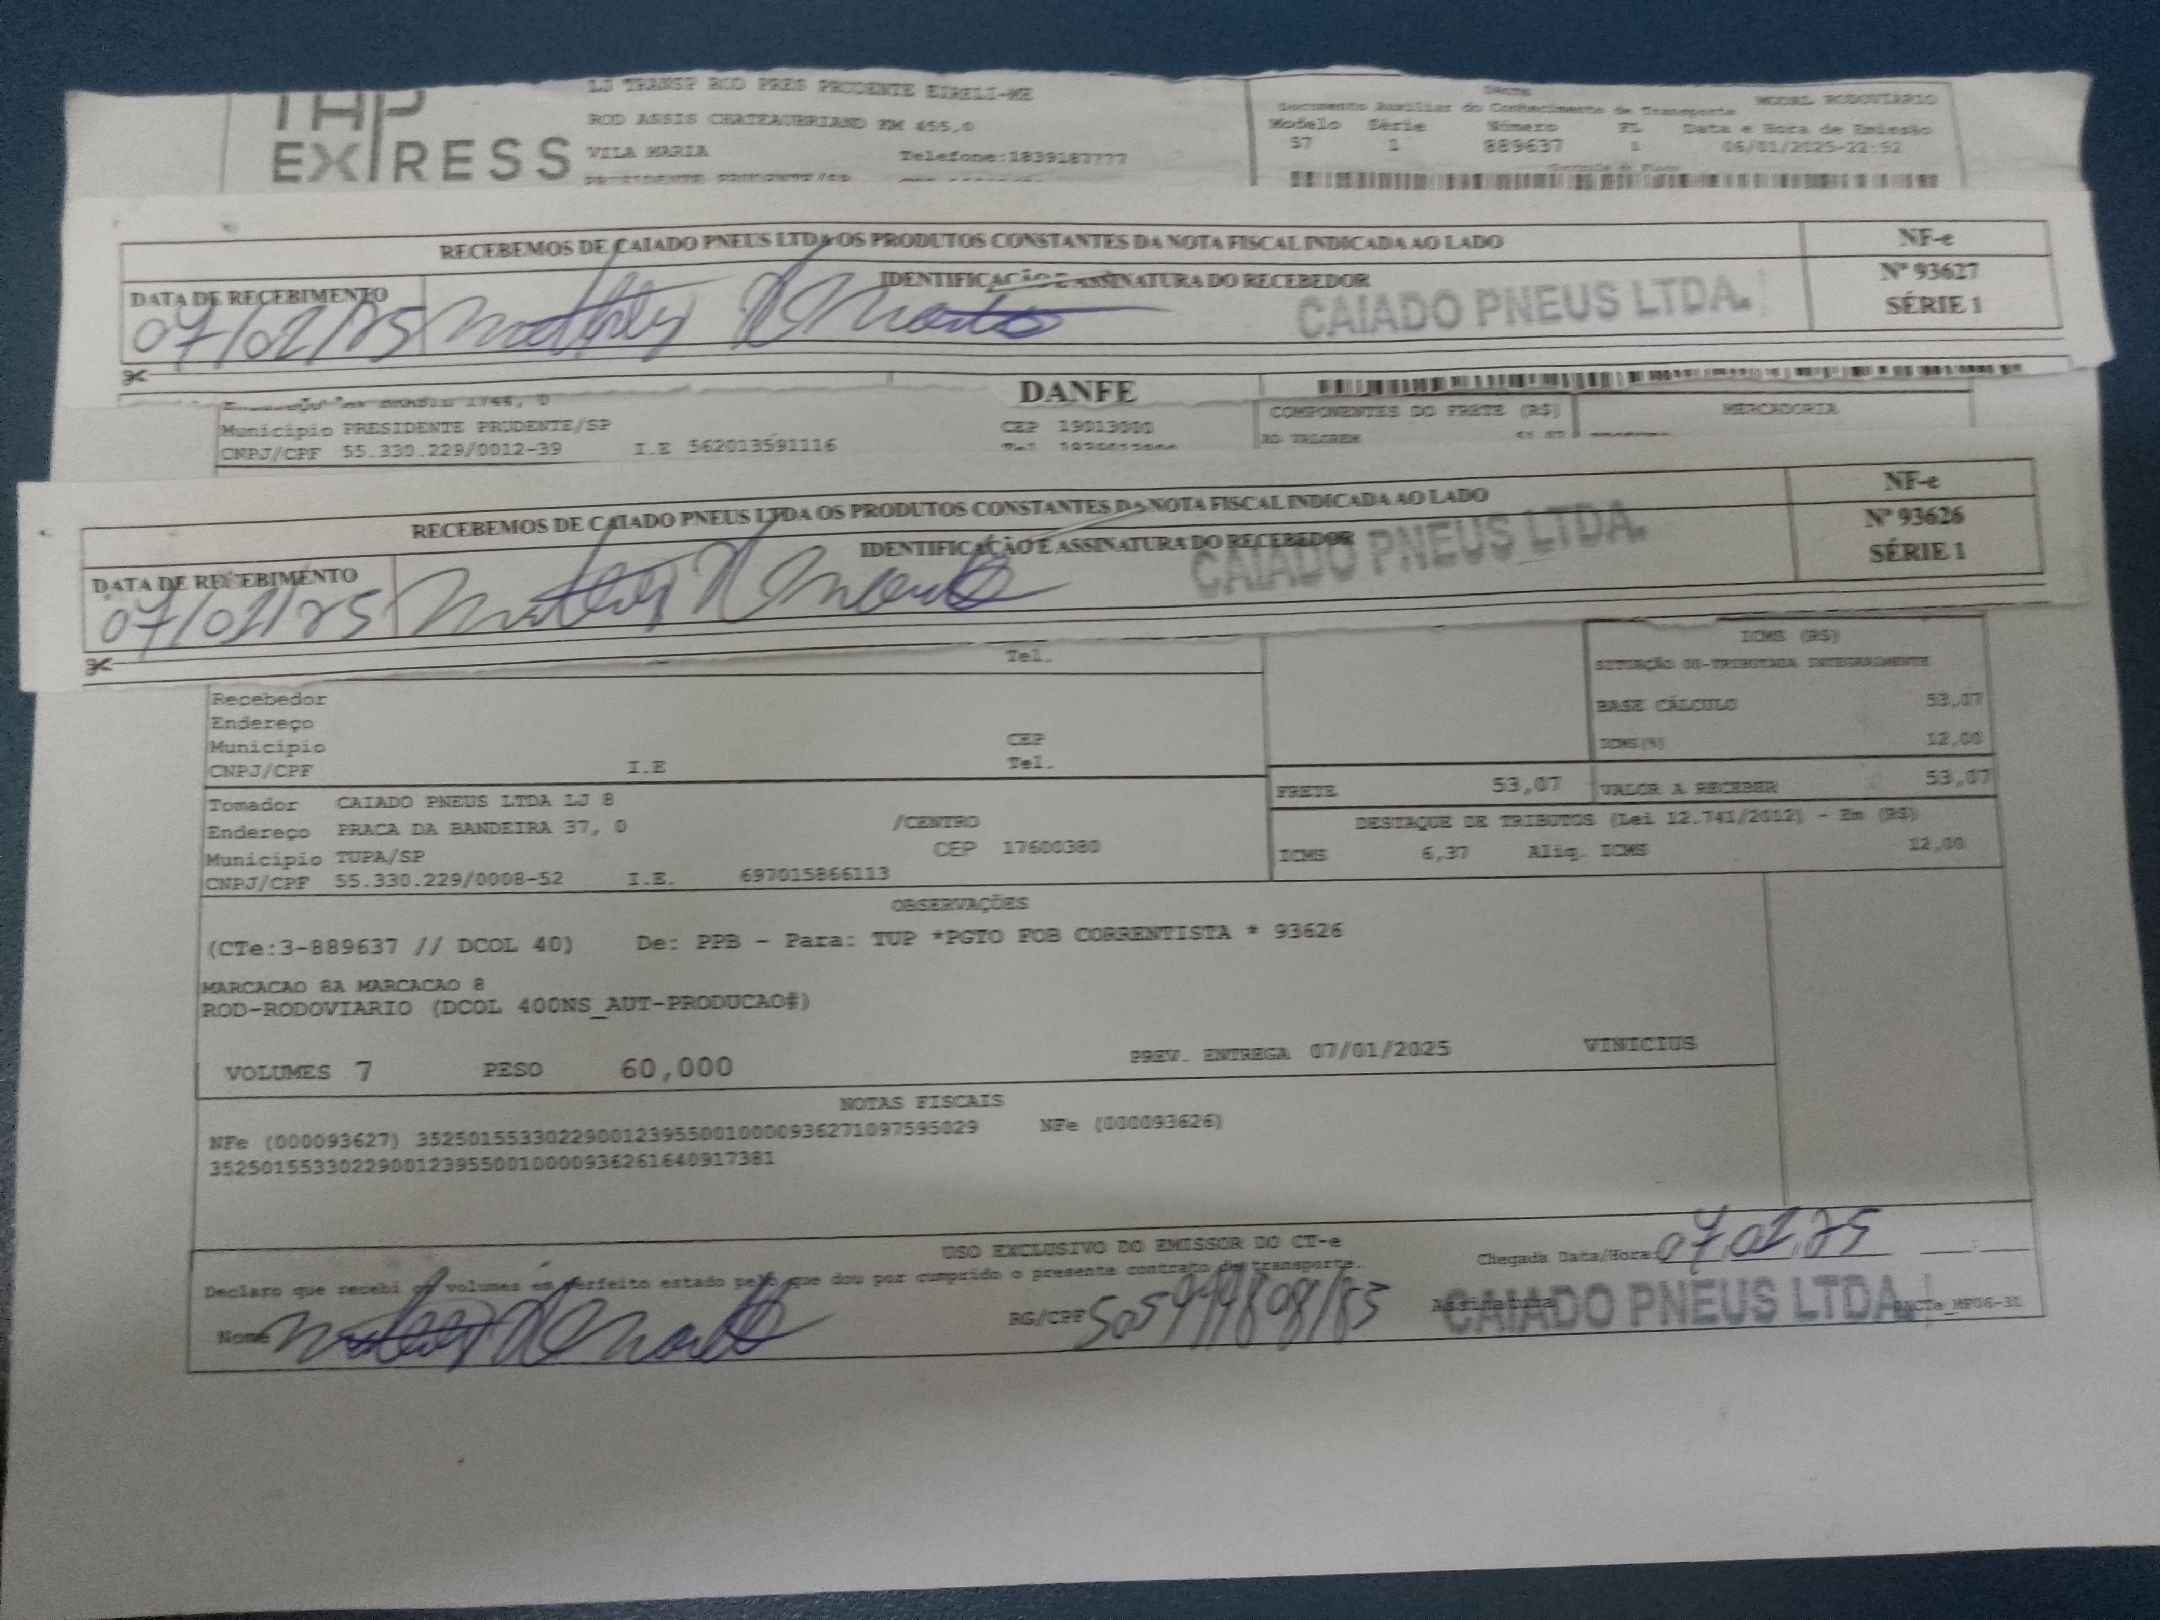 EXPRESS
LJ TRANSP ROD PRES PRUDENTE EIRELI-ME
ROD ASSIS CHATEAUBRIAND KM 455,0
VILA MARIA Telefone:1839187777
PRESIDENTE PRUDENTE/SP
MODAL RODOVIÁRIO
Documento Auxiliar do Conhecimento de Transporte
Modelo Série Número FL Data e Hora de Emissão
57 1 889637 1 06/01/2025-22:52
RECEBEMOS DE CAIADO PNEUS LTDA OS PRODUTOS CONSTANTES DA NOTA FISCAL INDICADA AO LADO
NF-e
Nº 93627
SÉRIE 1
DATA DE RECEBIMENTO
IDENTIFICAÇÃO E ASSINATURA DO RECEBEDOR
07/01/25
CAIADO PNEUS LTDA.
DANFE
Município PRESIDENTE PRUDENTE/SP CEP 19013000
CNPJ/CPF 55.330.229/0012-39 I.E 562013591116
COMPONENTES DO FRETE (R$)
MERCADORIA
AD VALOREM
RECEBEMOS DE CAIADO PNEUS LTDA OS PRODUTOS CONSTANTES DA NOTA FISCAL INDICADA AO LADO
NF-e
Nº 93626
SÉRIE 1
DATA DE RECEBIMENTO
IDENTIFICAÇÃO E ASSINATURA DO RECEBEDOR
07/01/25
CAIADO PNEUS LTDA.
Tel.
ICMS (R$)
SITUAÇÃO 00-TRIBUTADA INTEGRALMENTE
BASE CÁLCULO 53,07
ICMS(%) 12,00
Recebedor
Endereço
Município CEP
CNPJ/CPF I.E Tel.
FRETE 53,07 VALOR A RECEBER 53,07
Tomador CAIADO PNEUS LTDA LJ 8
Endereço PRACA DA BANDEIRA 37, 0 /CENTRO
Município TUPA/SP CEP 17600380
CNPJ/CPF 55.330.229/0008-52 I.E. 697015866113
DESTAQUE DE TRIBUTOS (Lei 12.741/2012) - Em (R$)
ICMS 6,37 Aliq. ICMS 12,00
OBSERVAÇÕES
(CTe:3-889637 // DCOL 40) De: PPB - Para: TUP *PGTO FOB CORRENTISTA * 93626
MARCACAO 8A MARCACAO 8
ROD-RODOVIARIO (DCOL 400NS_AUT-PRODUCAO#)
VOLUMES 7 PESO 60,000 PREV. ENTREGA 07/01/2025 VINICIUS
NOTAS FISCAIS
NFe (000093627) 35250155330229001239550010000936271097595029 NFe (000093626)
35250155330229001239550010000936261640917381
USO EXCLUSIVO DO EMISSOR DO CT-e
Chegada Data/Hora: 07,01,25
Declaro que recebi os volumes em perfeito estado pelo que dou por cumprido o presente contrato de transporte.
Nome
RG/CPF
Assinatura
CAIADO PNEUS LTDA.